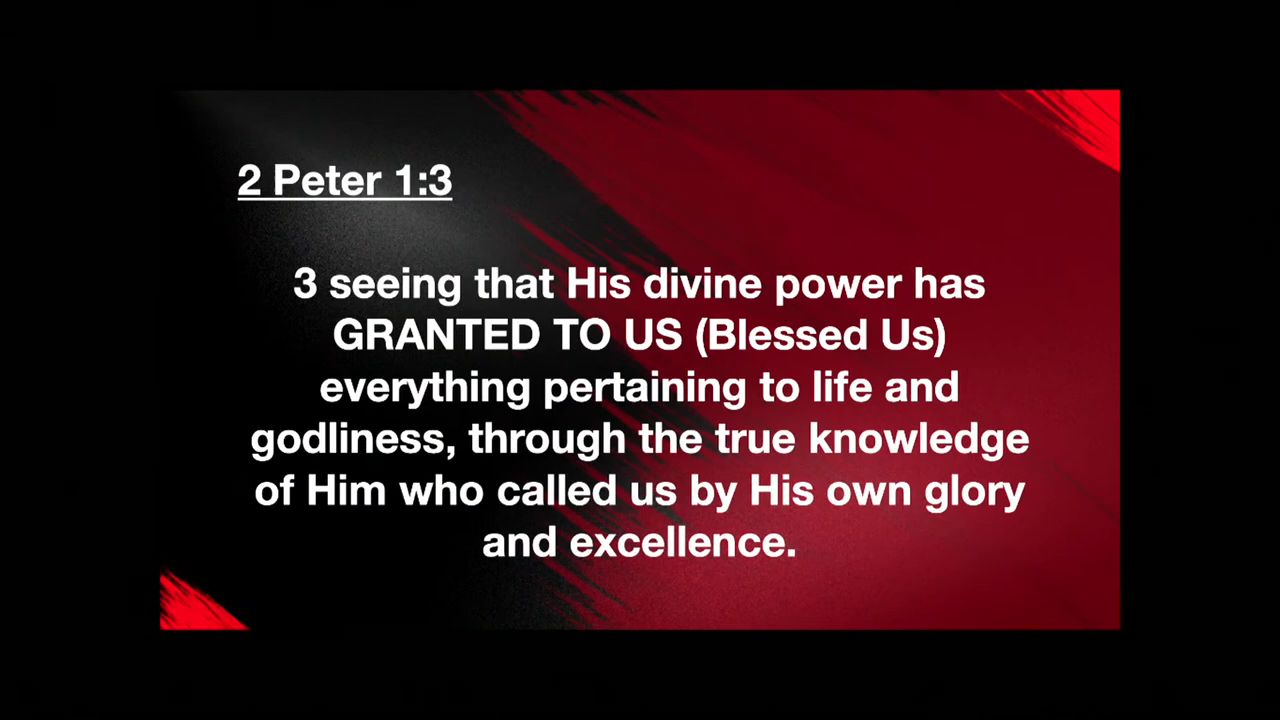 2 Peter 1:3
3 seeing that His divine power has
GRANTED TO US (Blessed Us)
everything pertaining to life and
godliness, through the true knowledge
of Him who called us by His own glory
and excellence.